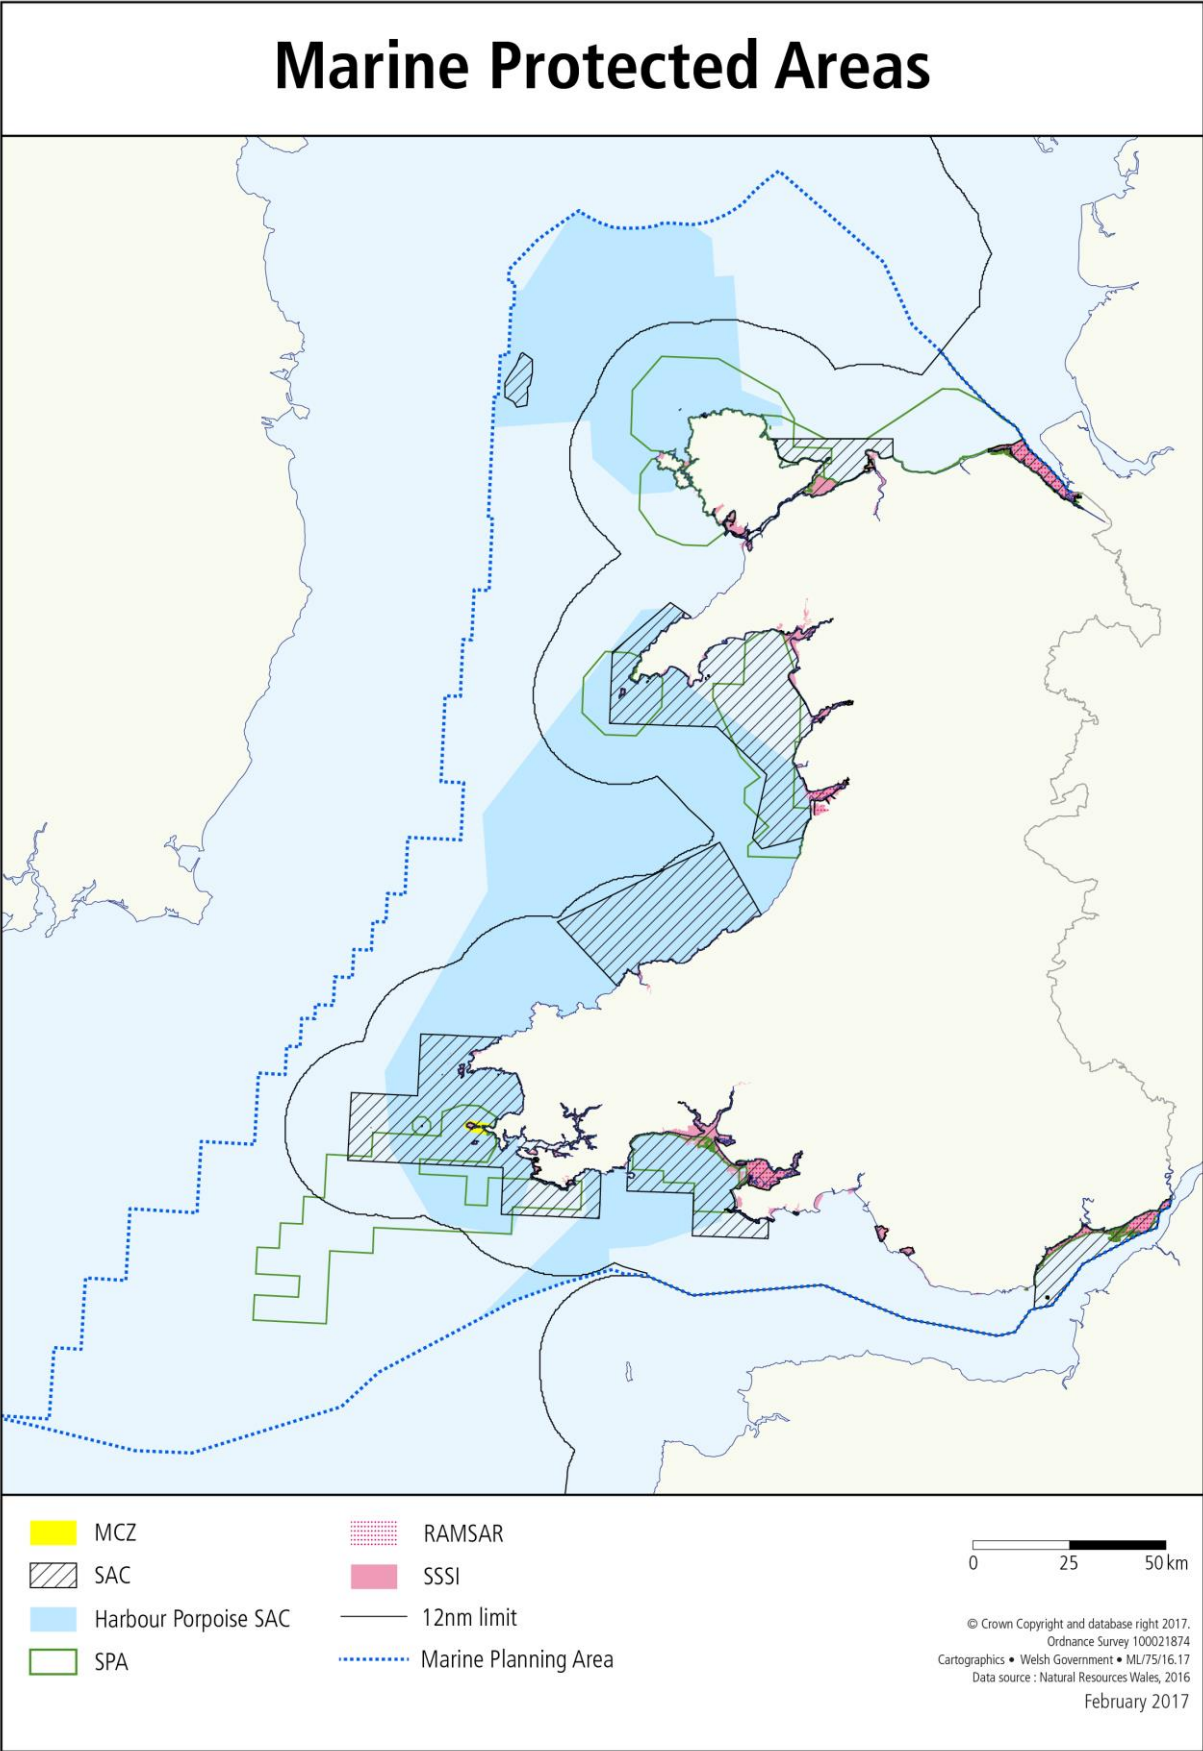 Marine Protected Areas
MCZ
SAC
Harbour Porpoise SAC
SPA
RAMSAR
SSSI
12nm limit
Marine Planning Area
0 25 50 km
© Crown Copyright and database right 2017.
Ordnance Survey 100021874
Cartographics • Welsh Government • ML/75/16.17
Data source : Natural Resources Wales, 2016
February 2017